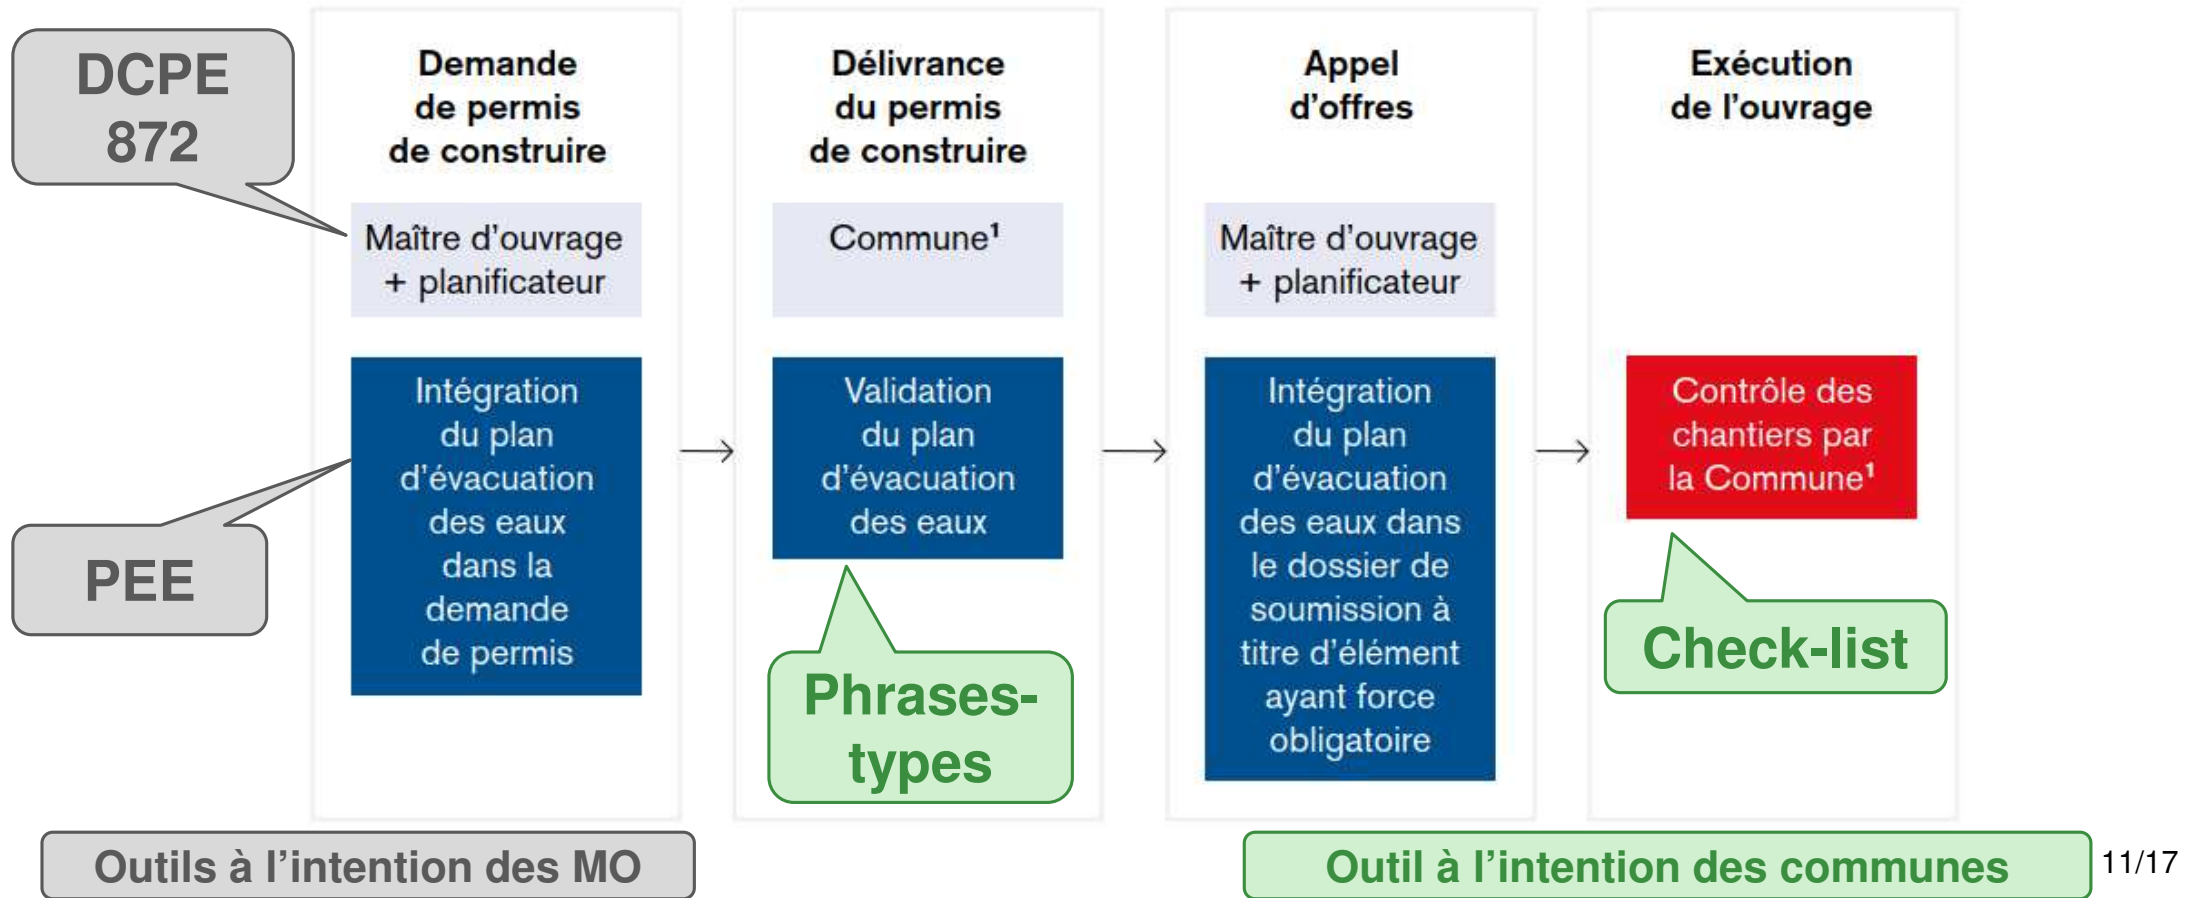 DCPE
872
PEE
Demande
de permis
de construire
Maître d'ouvrage
+ planificateur
Intégration
du plan
d'évacuation
des eaux
dans la
demande
de permis
Délivrance
du permis
de construire
Commune¹
Validation
du plan
d'évacuation
des eaux
Phrases-
types
Appel
d'offres
Maître d'ouvrage
+ planificateur
Intégration
du plan
d'évacuation
des eaux dans
le dossier de
soumission à
titre d'élément
ayant force
obligatoire
Exécution
de l'ouvrage
Contrôle des
chantiers par
la Commune¹
Check-list
Outils à l'intention des MO
Outil à l'intention des communes
11/17